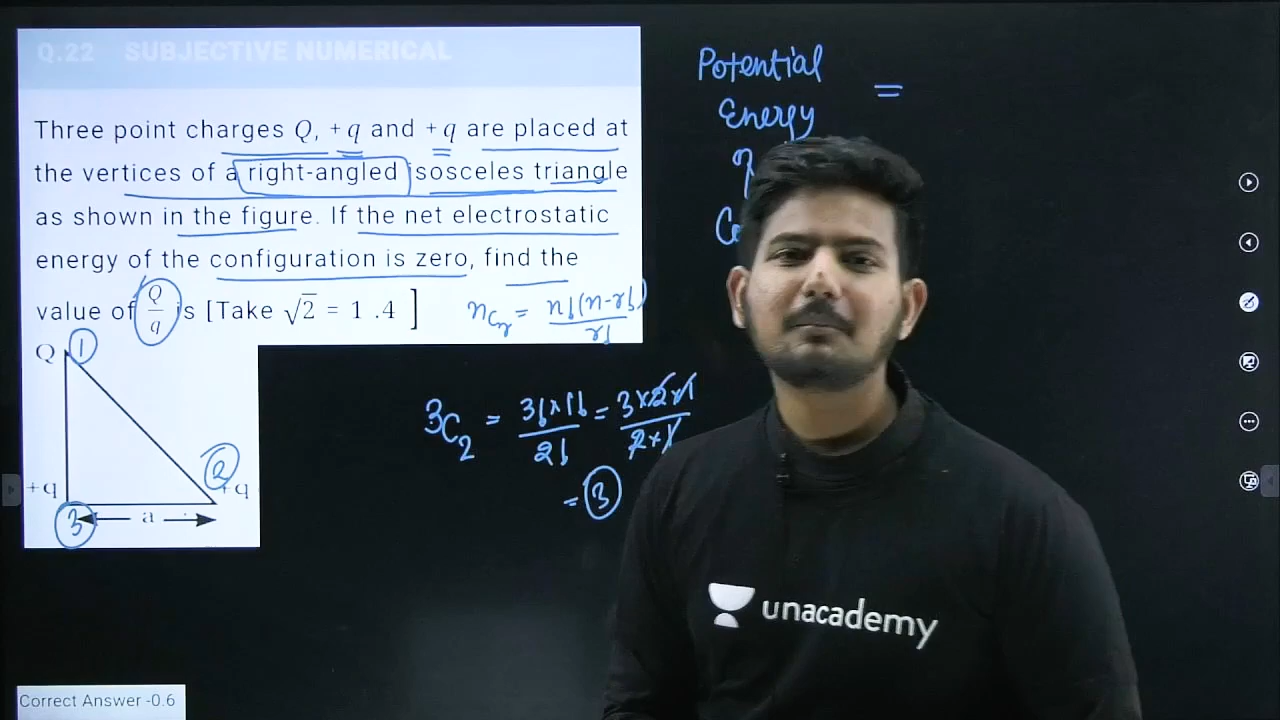 Q.22 SUBJECTIVE NUMERICAL
Three point charges Q, +q and +q are placed at
the vertices of a right-angled isosceles triangle
as shown in the figure. If the net electrostatic
energy of the configuration is zero, find the
value of Q/q is [Take √2 = 1 .4 ]
nCr = n!(n-r!)/r!
Q 1
+q 3 a 2 +q
3C2 = 3!×1!/2! = 3×2×1/2×1
= 3
Potential
Energy
=
unacademy
Correct Answer -0.6